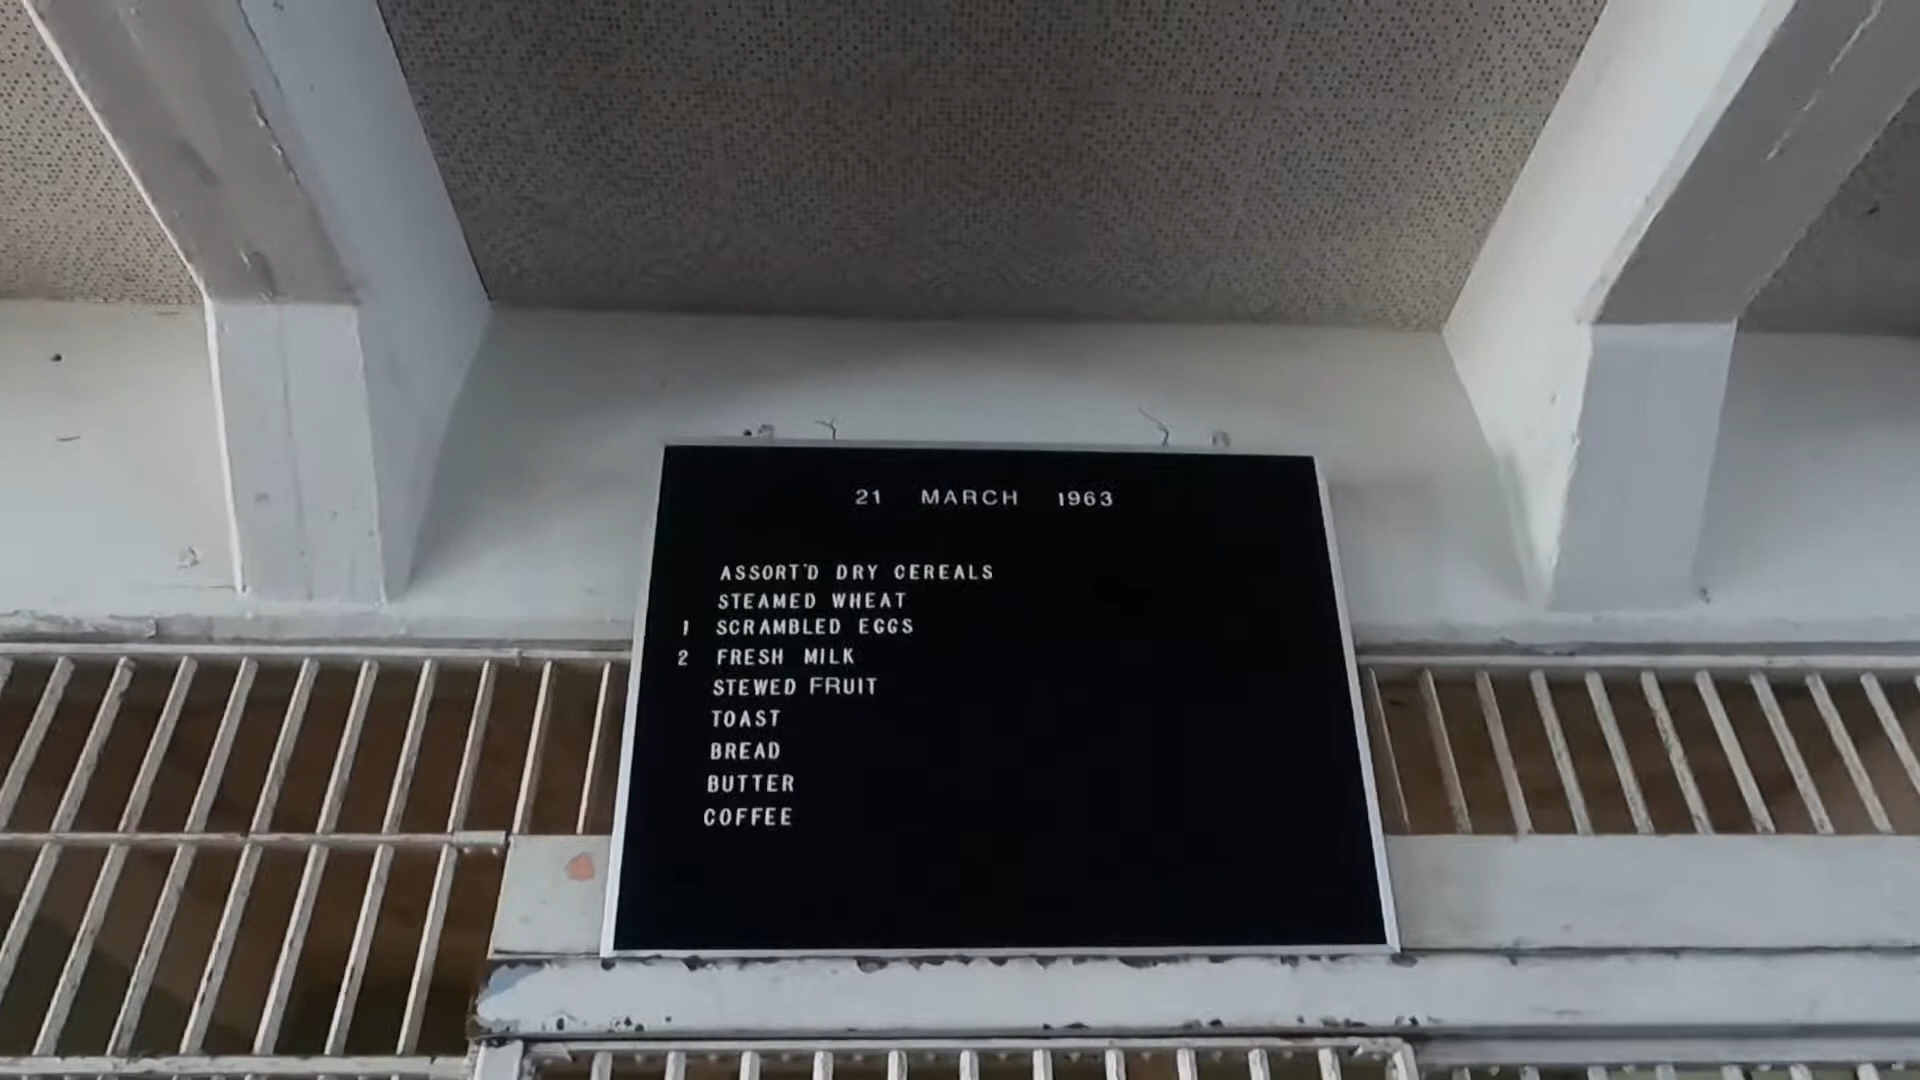 21 MARCH 1963
ASSORT'D DRY CEREALS
STEAMED WHEAT
1 SCRAMBLED EGGS
2 FRESH MILK
STEWED FRUIT
TOAST
BREAD
BUTTER
COFFEE